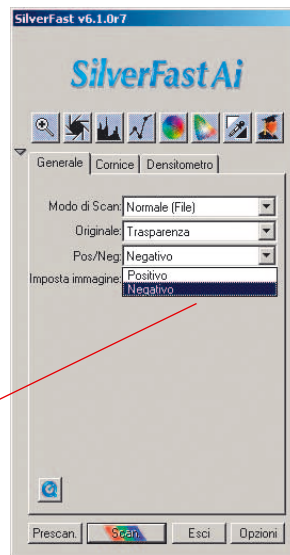 SilverFast v6.1.0r7
SilverFast Ai
Generale Cornice Densitometro
Modo di Scan: Normale (File)
Originale: Trasparenza
Pos/Neg: Negativo
Imposta immagine: Positivo
Negativo
Prescan. Scan. Esci Opzioni